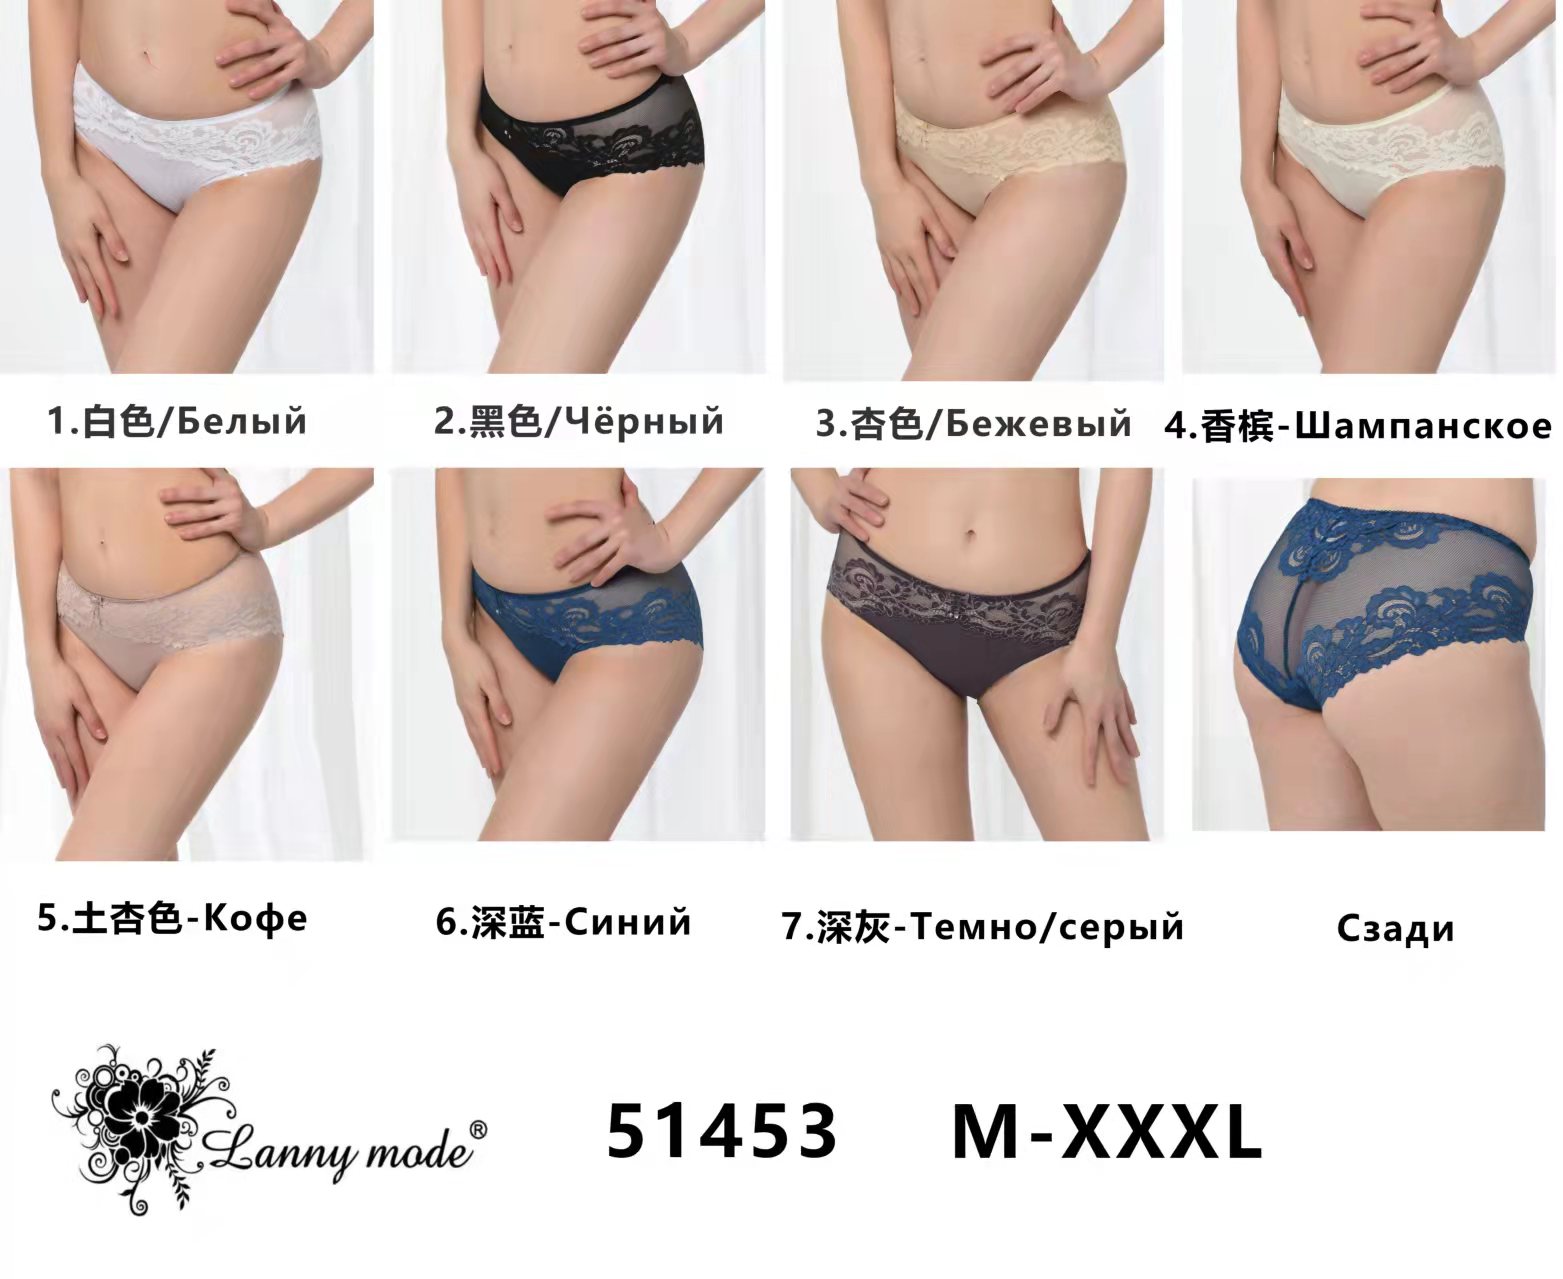 1.白色/Белый
2.黑色/Чёрный
3.杏色/Бежевый
4.香槟-Шампанское
5.土杏色-Кофе
6.深蓝-Синий
7.深灰-Темно/серый
Сзади
Lanny mode®
51453
M-XXXL